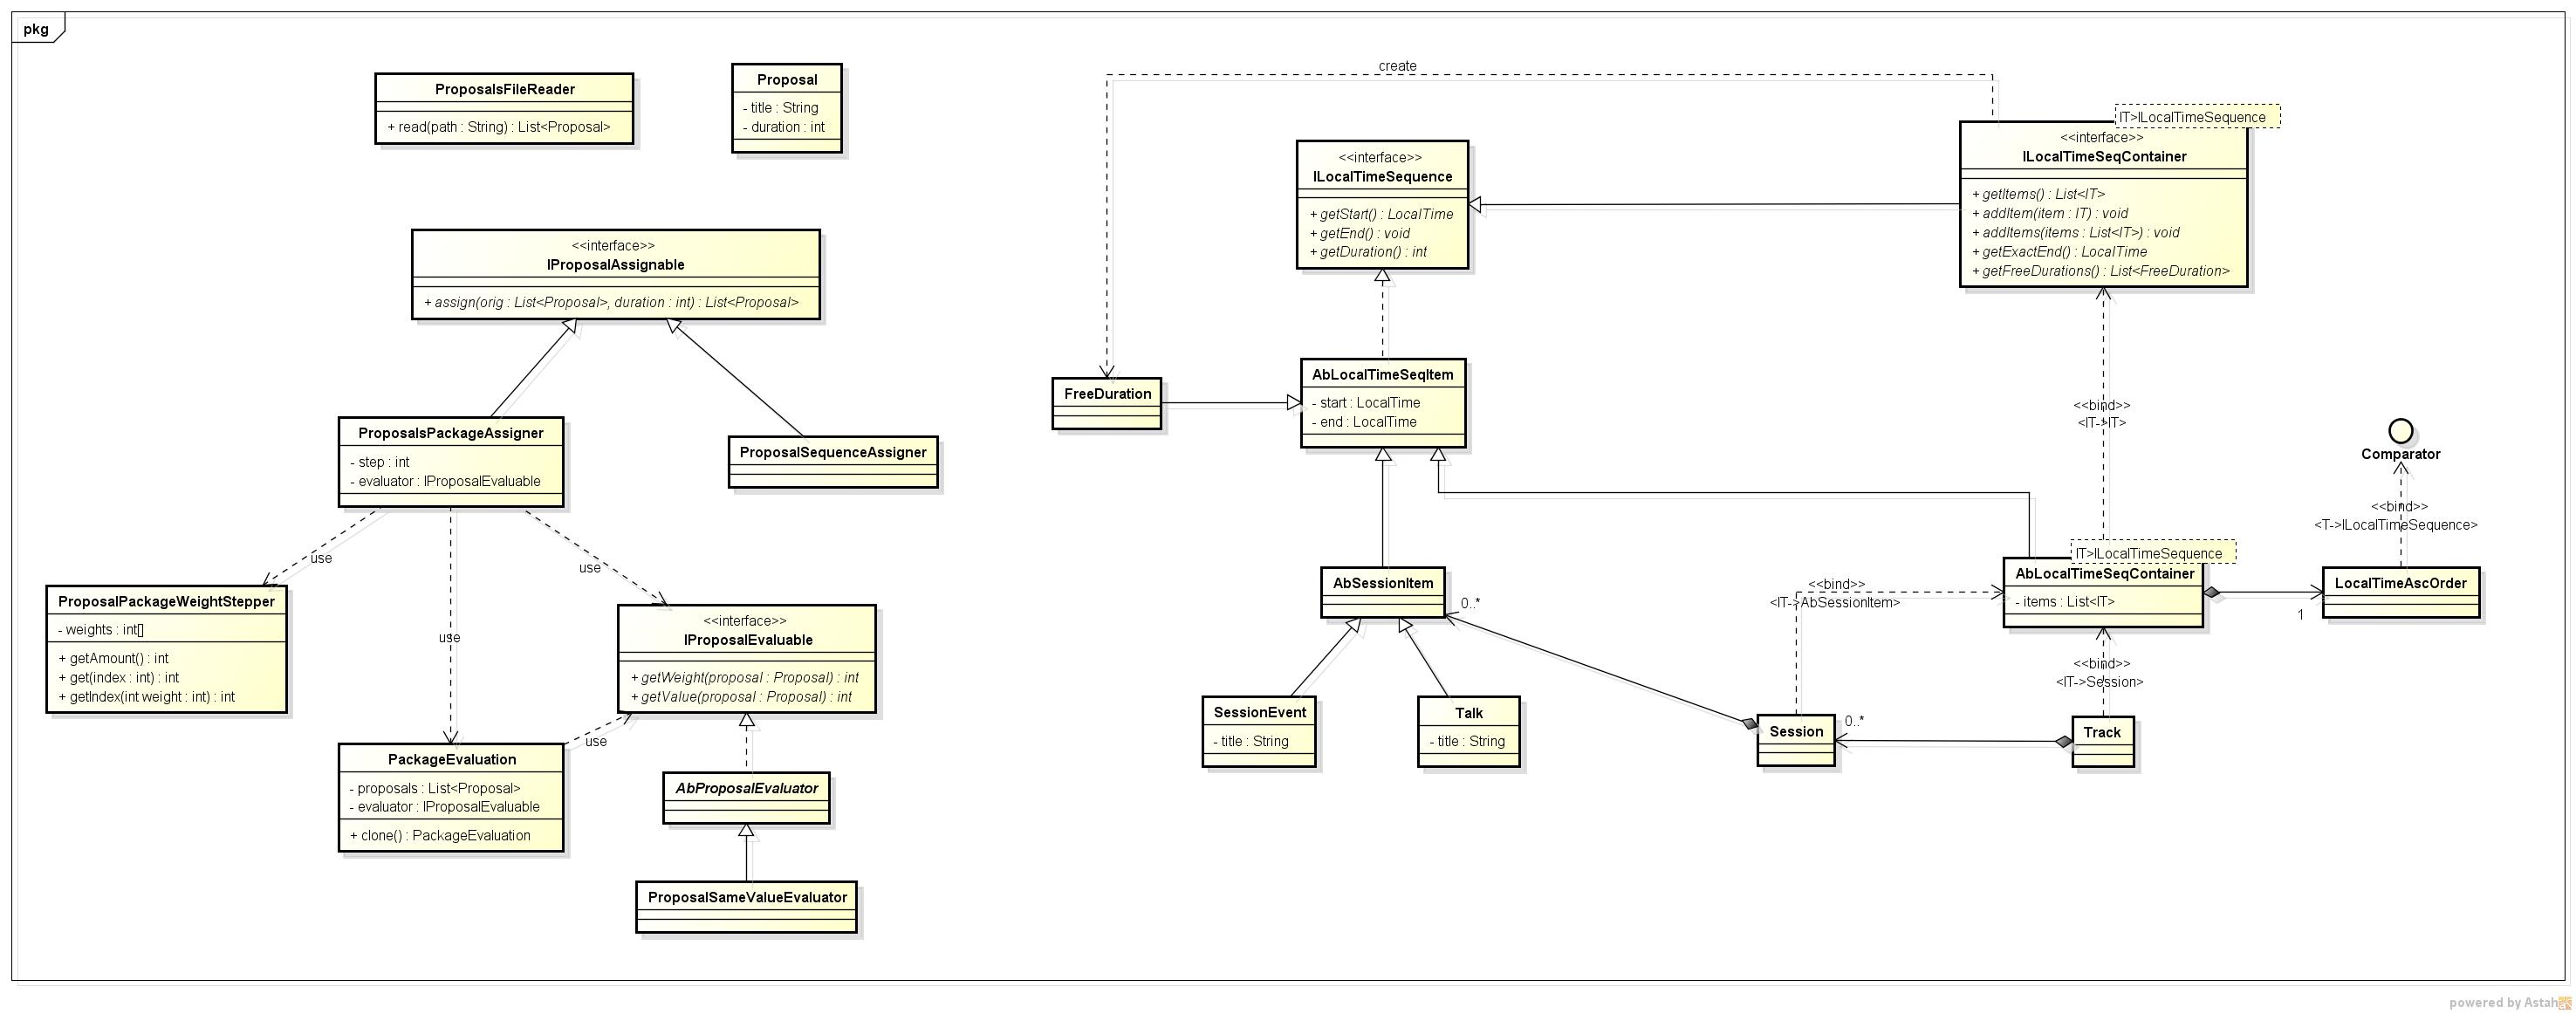 pkg
ProposalsFileReader
+ read(path : String) : List<Proposal>
Proposal
- title : String
- duration : int
<<interface>>
IProposalAssignable
+ assign(orig : List<Proposal>, duration : int) : List<Proposal>
ProposalsPackageAssigner
- step : int
- evaluator : IProposalEvaluable
ProposalSequenceAssigner
use
use
use
ProposalPackageWeightStepper
- weights : int[]
+ getAmount() : int
+ get(index : int) : int
+ getIndex(int weight : int) : int
<<interface>>
IProposalEvaluable
+ getWeight(proposal : Proposal) : int
+ getValue(proposal : Proposal) : int
use
PackageEvaluation
- proposals : List<Proposal>
- evaluator : IProposalEvaluable
+ clone() : PackageEvaluation
AbProposalEvaluator
ProposalSameValueEvaluator
create
<<interface>>
ILocalTimeSequence
+ getStart() : LocalTime
+ getEnd() : void
+ getDuration() : int
IT>ILocalTimeSequence
<<interface>>
ILocalTimeSeqContainer
+ getItems() : List<IT>
+ addItem(item : IT) : void
+ addItems(items : List<IT>) : void
+ getExactEnd() : LocalTime
+ getFreeDurations() : List<FreeDuration>
FreeDuration
AbLocalTimeSeqItem
- start : LocalTime
- end : LocalTime
<<bind>>
<IT->IT>
Comparator
<<bind>>
<T->ILocalTimeSequence>
AbSessionItem
0..*
<<bind>>
<IT->AbSessionItem>
IT>ILocalTimeSequence
AbLocalTimeSeqContainer
- items : List<IT>
1
LocalTimeAscOrder
<<bind>>
<IT->Session>
SessionEvent
- title : String
Talk
- title : String
Session
0..*
Track
powered by Astah